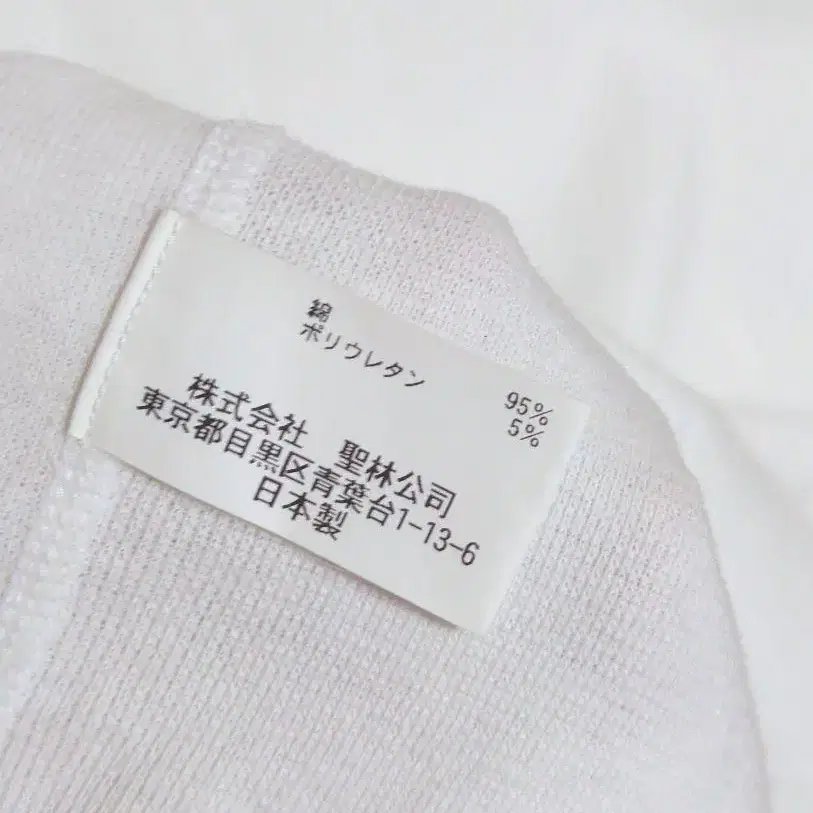 綿 95%
ポリウレタン 5%
株式会社 聖林公司
東京都目黒区青葉台1-13-6
日本製